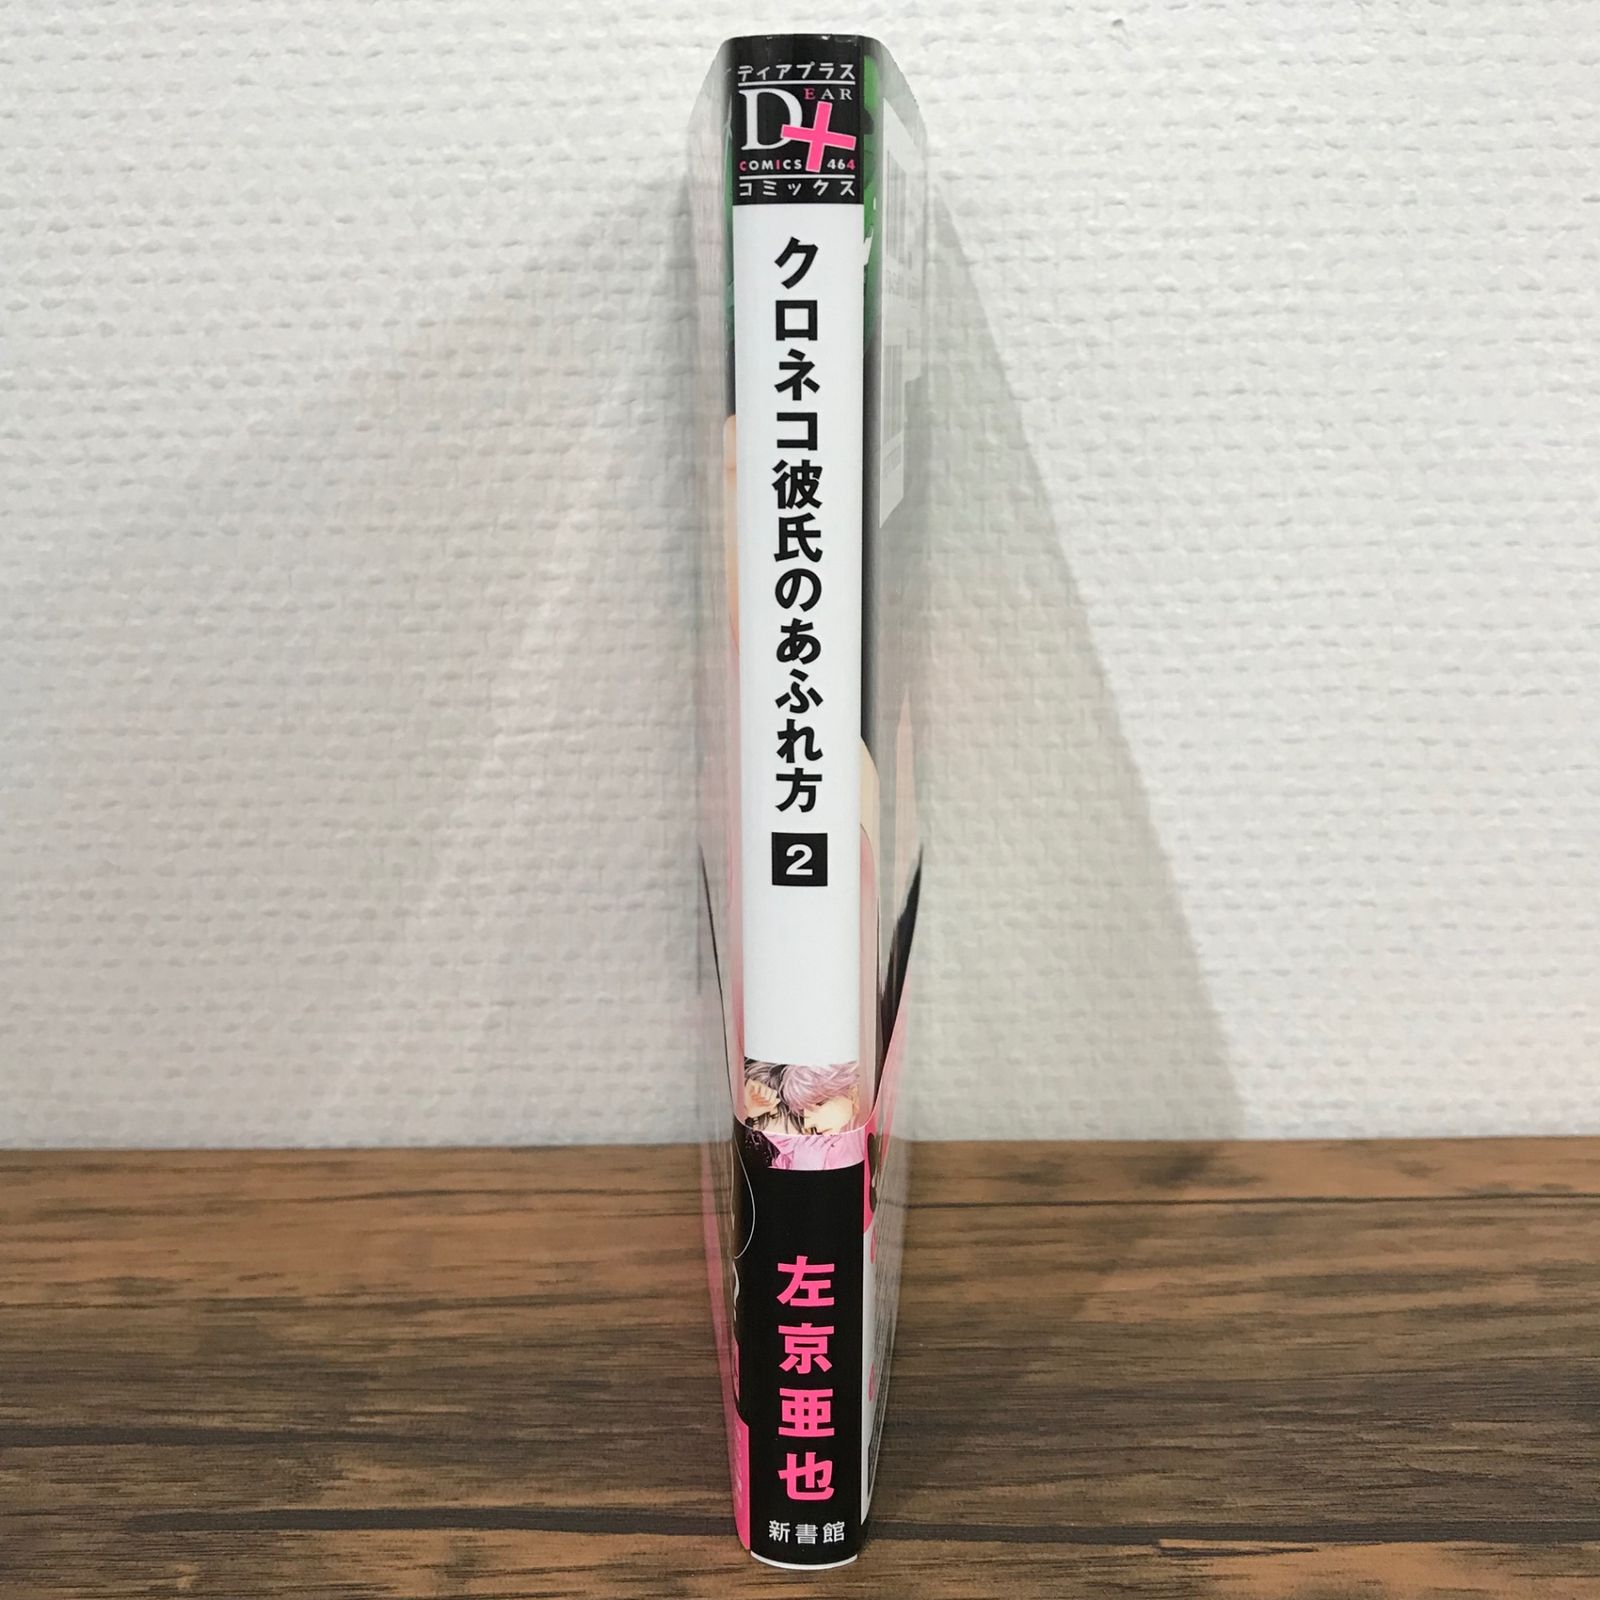 ディアプラス
DEAR+
COMICS 464
コミックス
クロネコ彼氏のあふれ方
2
左京亜也
新書館